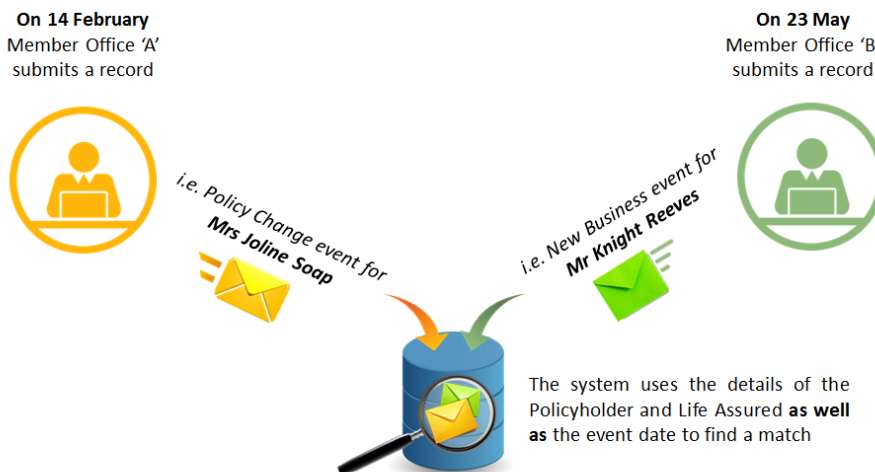 On 14 February
Member Office ‘A’
submits a record
On 23 May
Member Office ‘B
submits a record
i.e. Policy Change event for
Mrs Joline Soap
i.e. New Business event for
Mr Knight Reeves
The system uses the details of the
Policyholder and Life Assured as well
as the event date to find a match